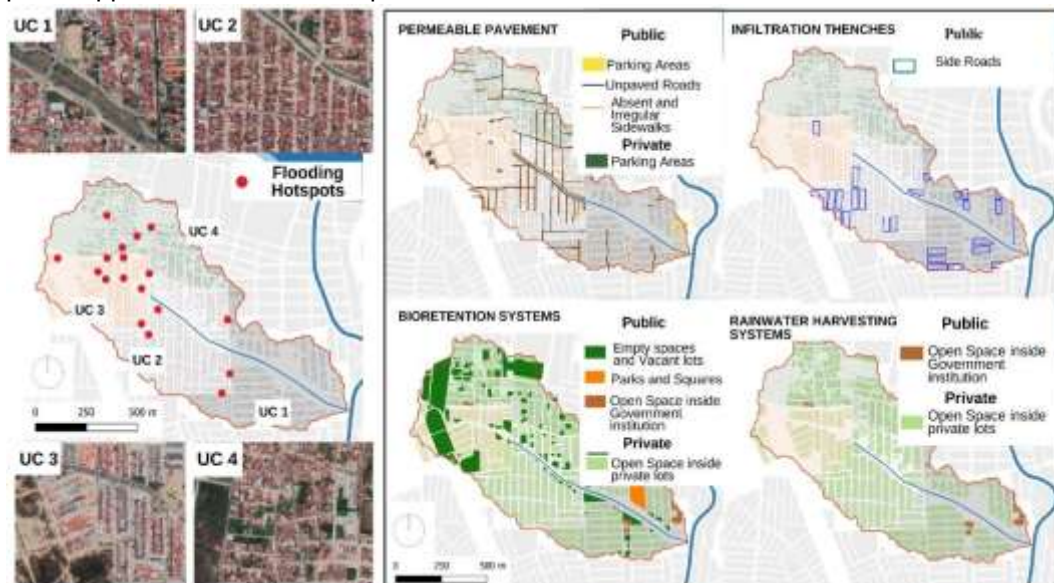 UC 1
UC 2
Flooding
Hotspots
UC 4
UC 3
UC 2
UC 1
0 250 500 m
UC 3
UC 4
PERMEABLE PAVEMENT
Public
Parking Areas
Unpaved Roads
Absent and
Irregular
Sidewalks
Private
Parking Areas
INFILTRATION THENCHES
Public
Side Roads
BIORETENTION SYSTEMS
Public
Empty spaces
and Vacant lots
Parks and Squares
Open Space inside
Government
institution
Private
Open Space inside
private lots
0 250 500 m
RAINWATER HARVESTING
SYSTEMS
Public
Open Space inside
Government
institution
Private
Open Space inside
private lots